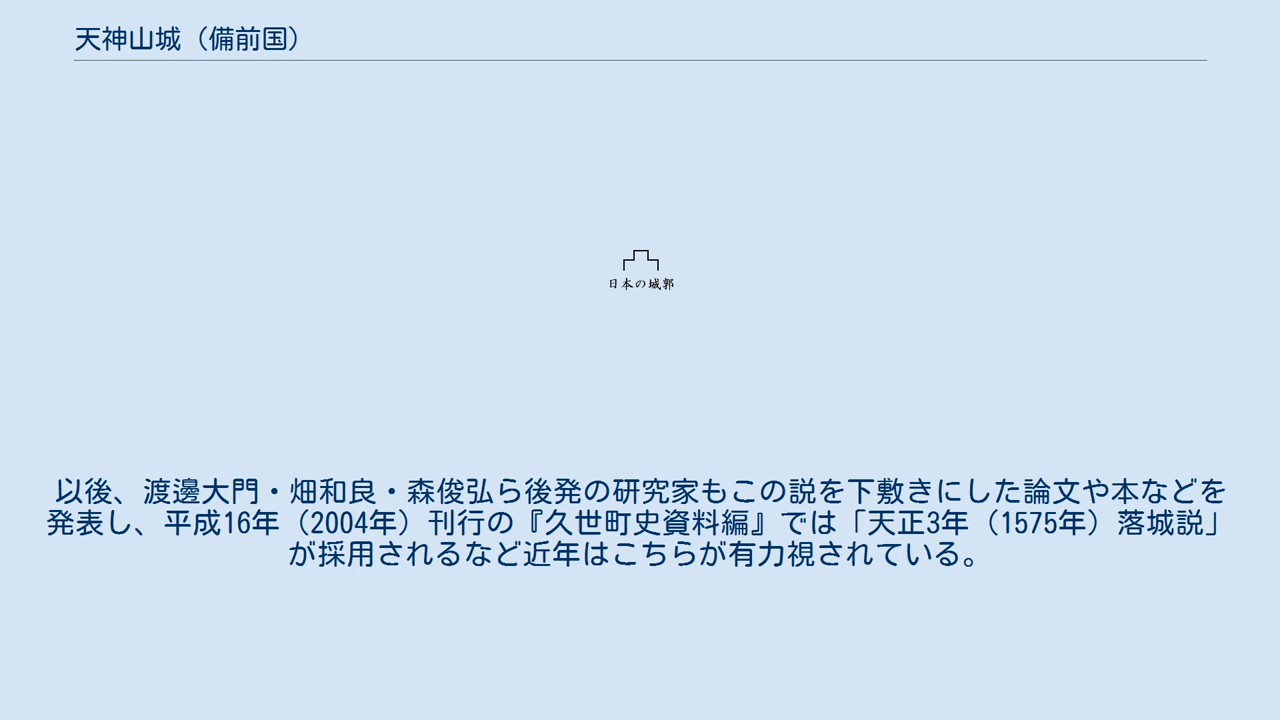 天神山城（備前国）
日本の城郭
以後、渡邊大門・畑和良・森俊弘ら後発の研究家もこの説を下敷きにした論文や本などを
発表し、平成16年（2004年）刊行の『久世町史資料編』では「天正3年（1575年）落城説」
が採用されるなど近年はこちらが有力視されている。